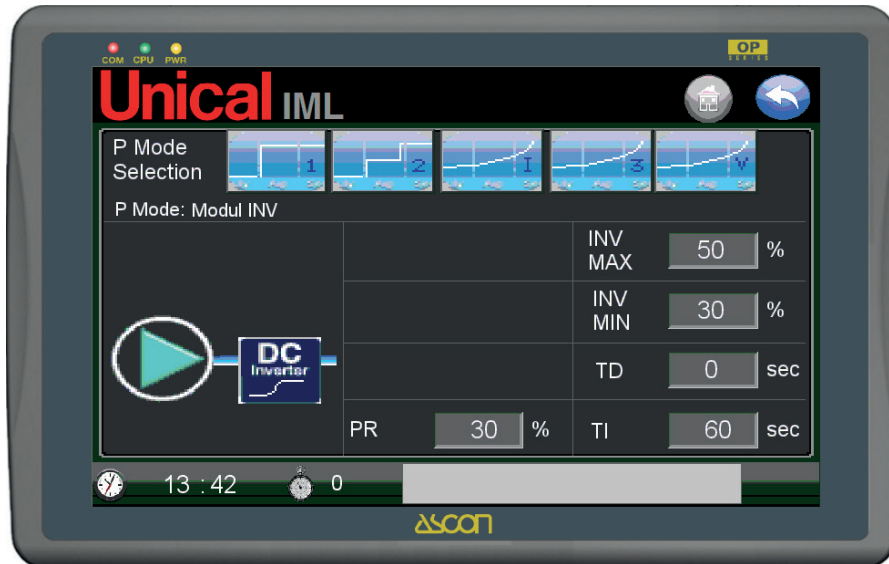 COM CPU PWR
OP
SERIES
Unical IML
P Mode
Selection
1 2 I 3 V
P Mode: Modul INV
INV
MAX
50 %
INV
MIN
30 %
DC
Inverter
TD 0 sec
PR 30 % TI 60 sec
13 : 42 0
ASCON